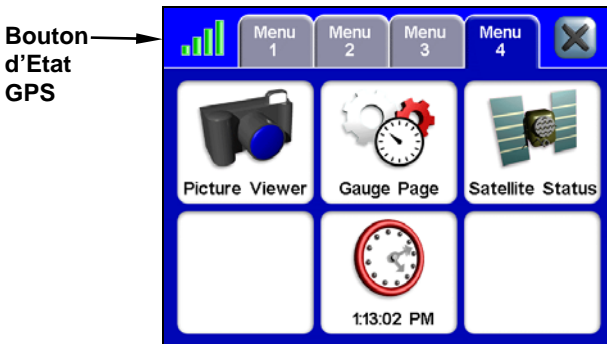 Bouton
d'Etat
GPS
Menu
1
Menu
2
Menu
3
Menu
4
Picture Viewer
Gauge Page
Satellite Status
1:13:02 PM